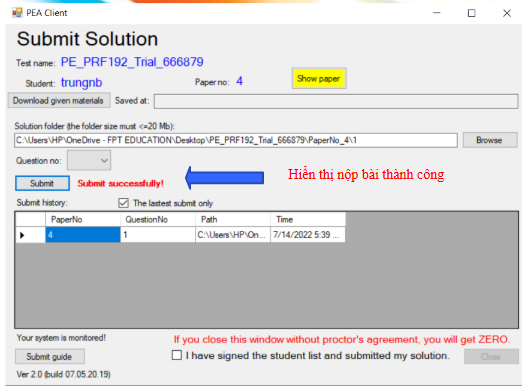 PEA Client
Submit Solution
Test name: PE_PRF192_Trial_666879
Student: trungnb Paper no: 4 Show paper
Download given materials Saved at:
Solution folder (the folder size must <=20 Mb):
C:\Users\HP\OneDrive - FPT EDUCATION\Desktop\PE_PRF192_Trial_666879\PaperNo_4\1 Browse
Question no:
Submit Submit successfully! Hiển thị nộp bài thành công
Submit history: The lastest submit only
PaperNo QuestionNo Path Time
4 1 C:\Users\HP\On... 7/14/2022 5:39 ...
Your system is monitored! If you close this window without proctor's agreement, you will get ZERO.
Submit guide I have signed the student list and submitted my solution. Close
Ver 2.0 (build 07.05.20.19)